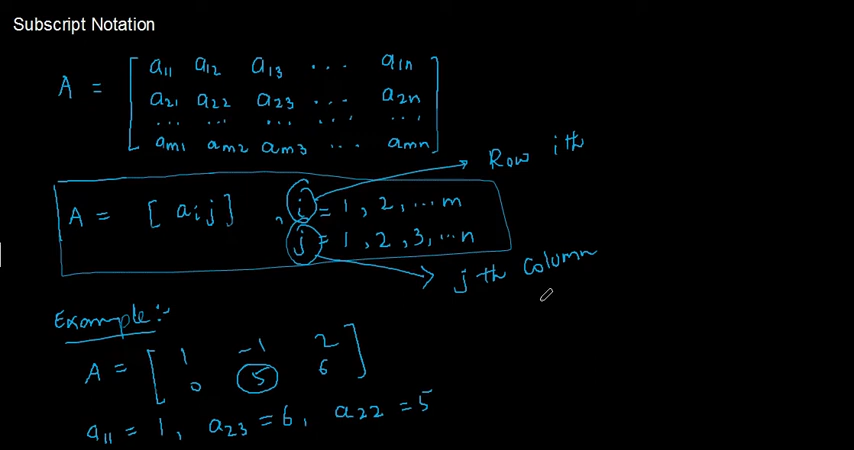 Subscript Notation
A = [ a11 a12 a13 ... a1n
a21 a22 a23 ... a2n
... ... ... ... ...
am1 am2 am3 ... amn ]
Row ith
A = [aij] , i = 1, 2, ... m
j = 1, 2, 3, ... n
jth Column
Example :-
A = [ 1 -1 2
0 5 6 ]
a11 = 1, a23 = 6, a22 = 5